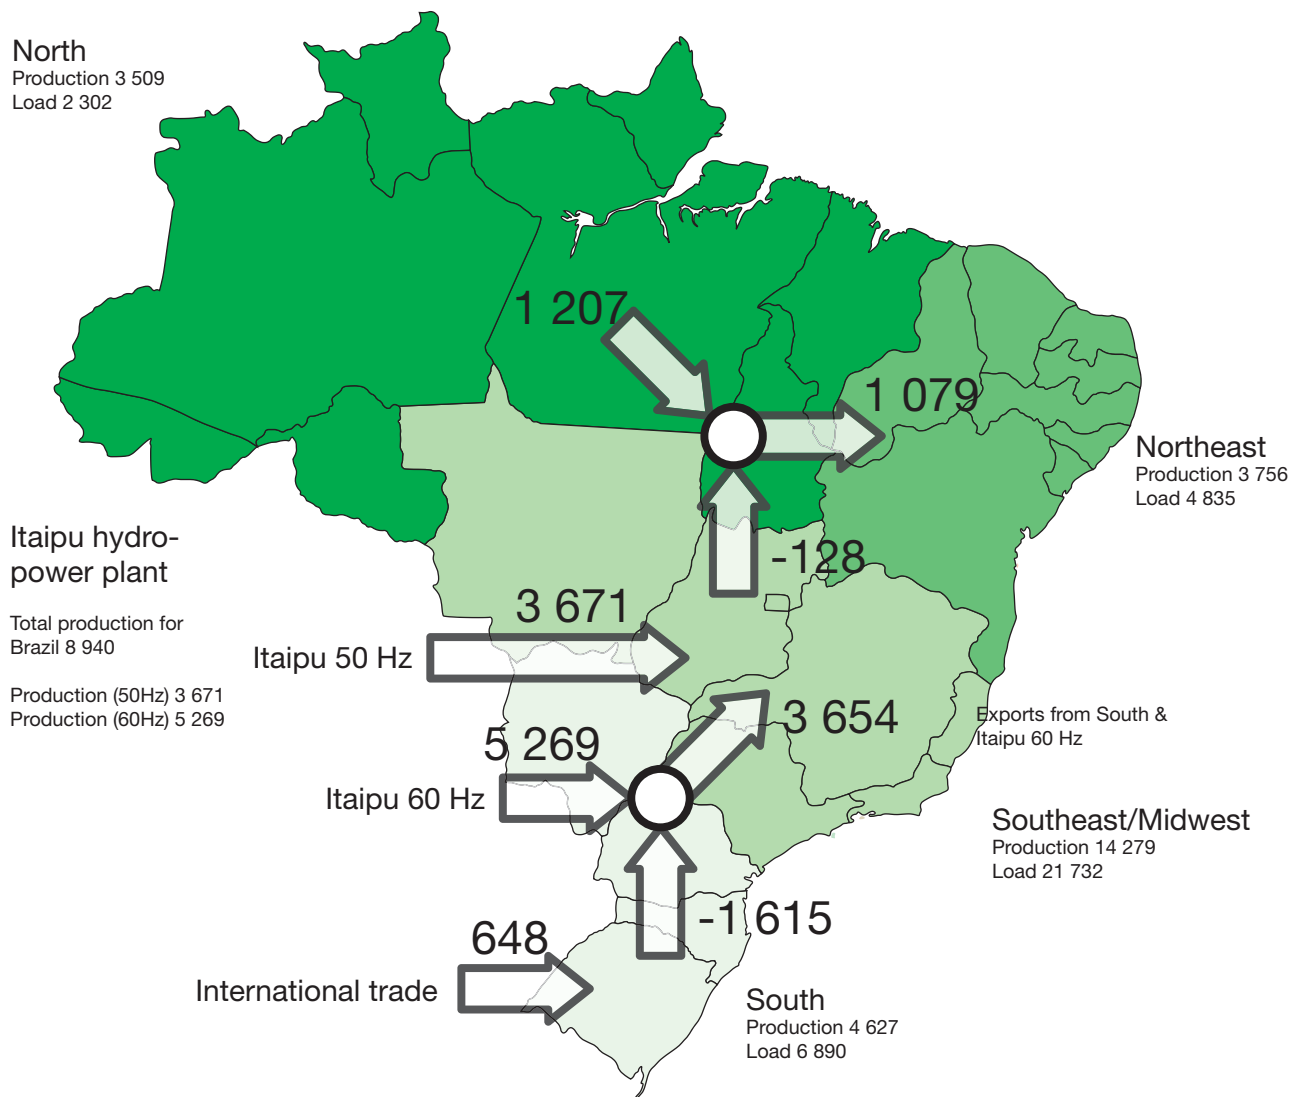 North
Production 3 509
Load 2 302
1 207
1 079
Northeast
Production 3 756
Load 4 835
-128
Itaipu hydro-
power plant
Total production for
Brazil 8 940
Production (50Hz) 3 671
Production (60Hz) 5 269
3 671
Itaipu 50 Hz
3 654
Exports from South &
Itaipu 60 Hz
5 269
Itaipu 60 Hz
Southeast/Midwest
Production 14 279
Load 21 732
-1 615
648
International trade
South
Production 4 627
Load 6 890